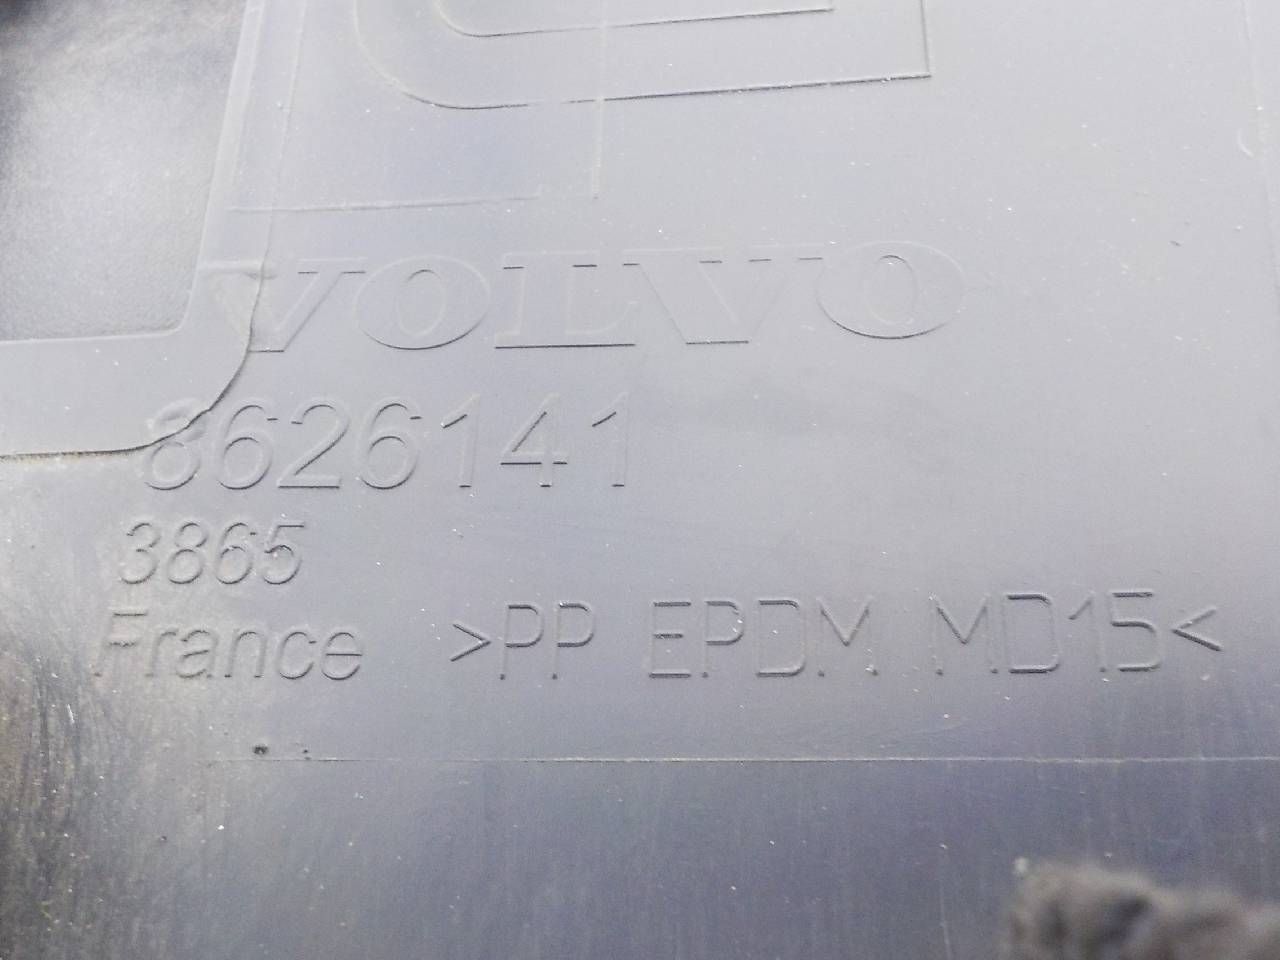 VOLVO
8626141
3865
France >PP EPDM MD15<